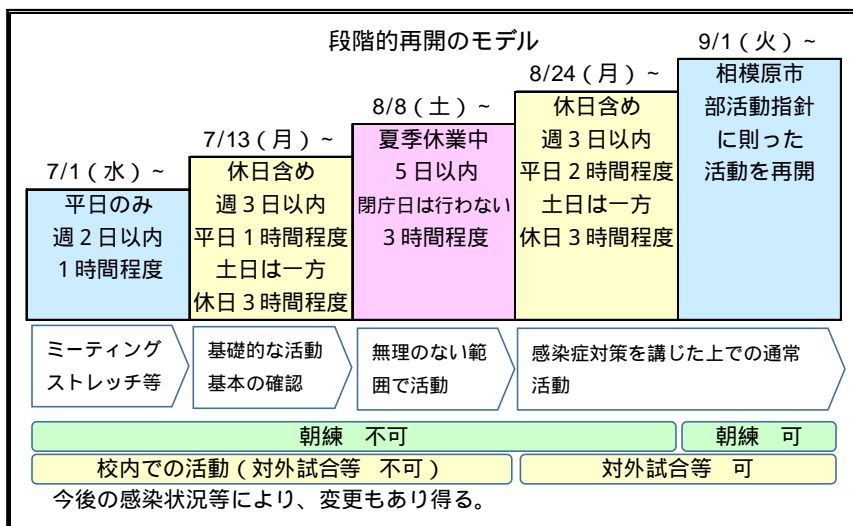 段階的再開のモデル
7/1（水）~
平日のみ
週２日以内
１時間程度
7/13（月）~
休日含め
週３日以内
平日１時間程度
土日は一方
休日３時間程度
8/8（土）~
夏季休業中
５日以内
閉庁日は行わない
３時間程度
8/24（月）~
休日含め
週３日以内
平日２時間程度
土日は一方
休日３時間程度
9/1（火）~
相模原市
部活動指針
に則った
活動を再開
ミーティング
ストレッチ等
基礎的な活動
基本の確認
無理のない範
囲で活動
感染症対策を講じた上での通常
活動
朝練　不可
朝練　可
校内での活動（対外試合等　不可）
対外試合等　可
今後の感染状況等により、変更もあり得る。